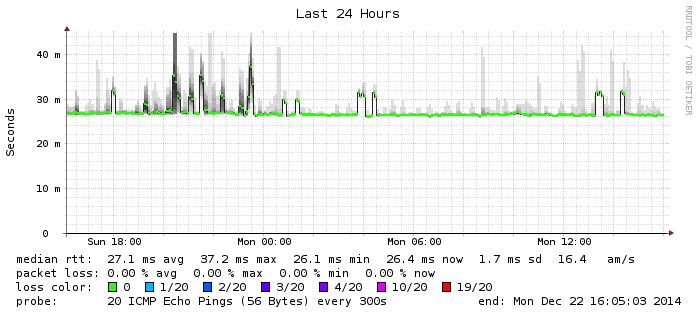 Last 24 Hours
RRDTOOL / TOBI OETIKER
Seconds
40 m
30 m
20 m
10 m
0
Sun 18:00 Mon 00:00 Mon 06:00 Mon 12:00
median rtt: 27.1 ms avg 37.2 ms max 26.1 ms min 26.4 ms now 1.7 ms sd 16.4 am/s
packet loss: 0.00 % avg 0.00 % max 0.00 % min 0.00 % now
loss color: 0 1/20 2/20 3/20 4/20 10/20 19/20
probe: 20 ICMP Echo Pings (56 Bytes) every 300s end: Mon Dec 22 16:05:03 2014